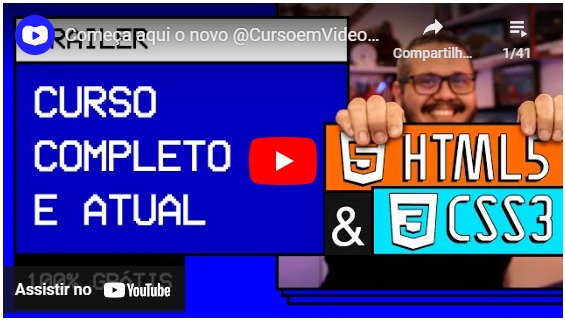 TRAILER
Começa aqui o novo @CursoemVideo...
Compartilh...
1/41
CURSO
COMPLETO
E ATUAL
HTML5
&
CSS3
100% GRÁTIS
Assistir no YouTube